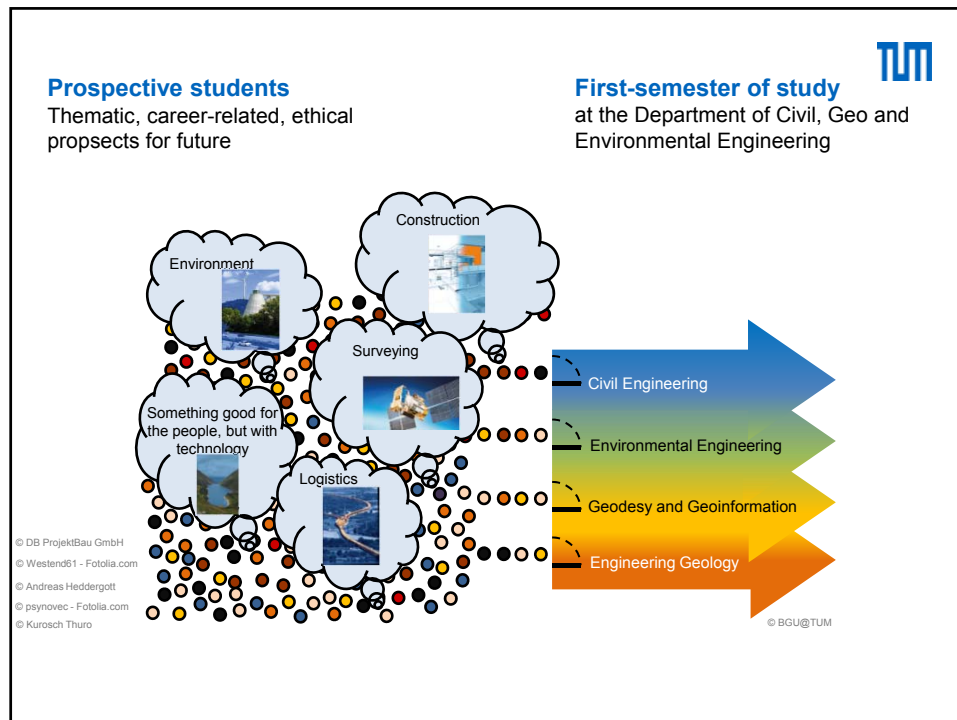 TUM
Prospective students
Thematic, career-related, ethical
propsects for future
First-semester of study
at the Department of Civil, Geo and
Environmental Engineering
Construction
Environment
Surveying
Something good for
the people, but with
technology
Logistics
Civil Engineering
Environmental Engineering
Geodesy and Geoinformation
Engineering Geology
© DB ProjektBau GmbH
© Westend61 - Fotolia.com
© Andreas Heddergott
© psynovec - Fotolia.com
© Kurosch Thuro
© BGU@TUM